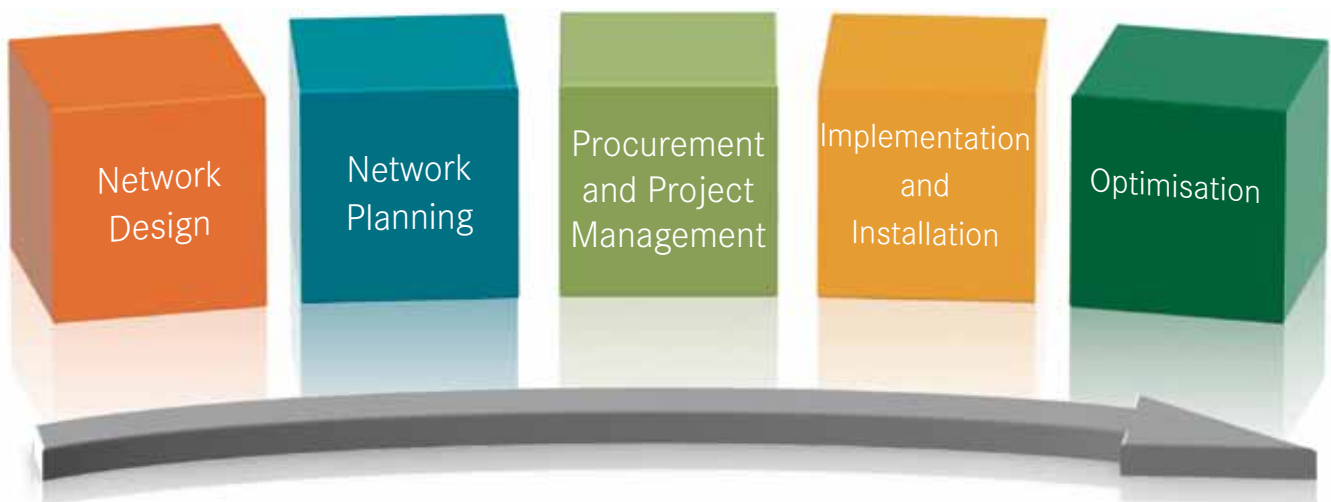 Network
Design
Network
Planning
Procurement
and Project
Management
Implementation
and
Installation
Optimisation